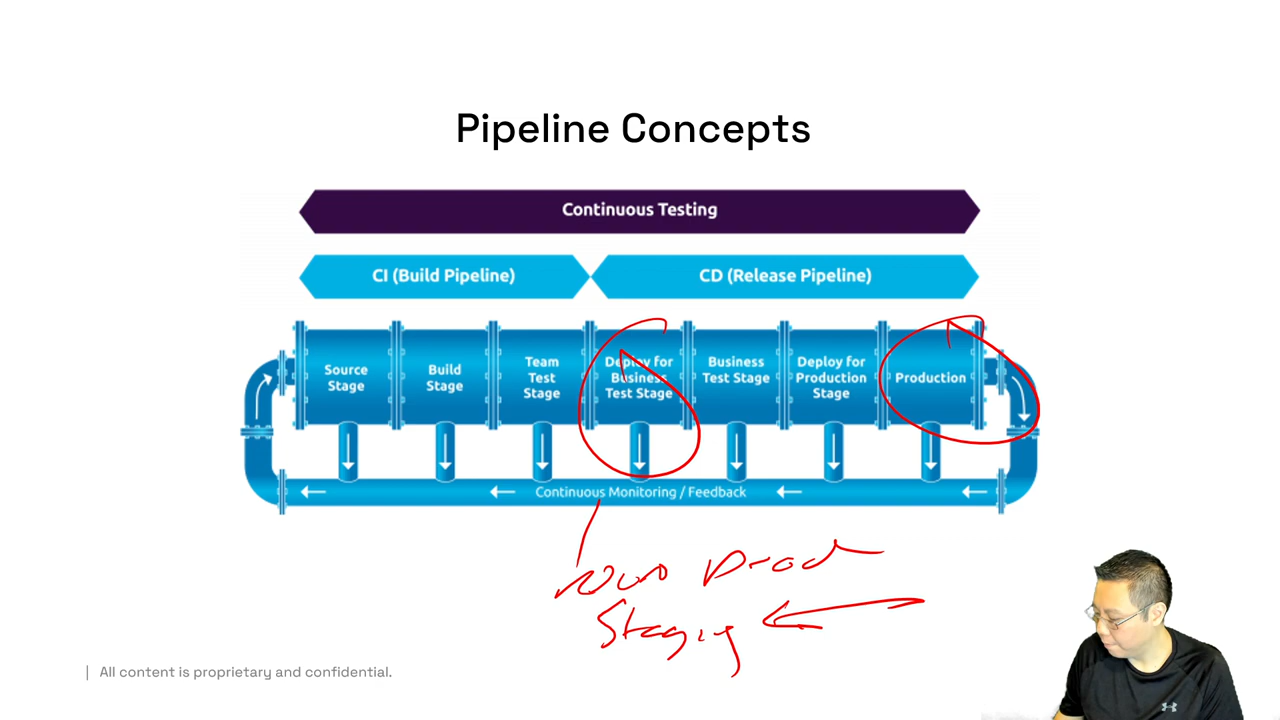 Pipeline Concepts
Continuous Testing
CI (Build Pipeline)
CD (Release Pipeline)
Source
Stage
Build
Stage
Team
Test
Stage
Deploy for
Business
Test Stage
Business
Test Stage
Deploy for
Production
Stage
Production
Continuous Monitoring / Feedback
Non Prod
Staging
| All content is proprietary and confidential.